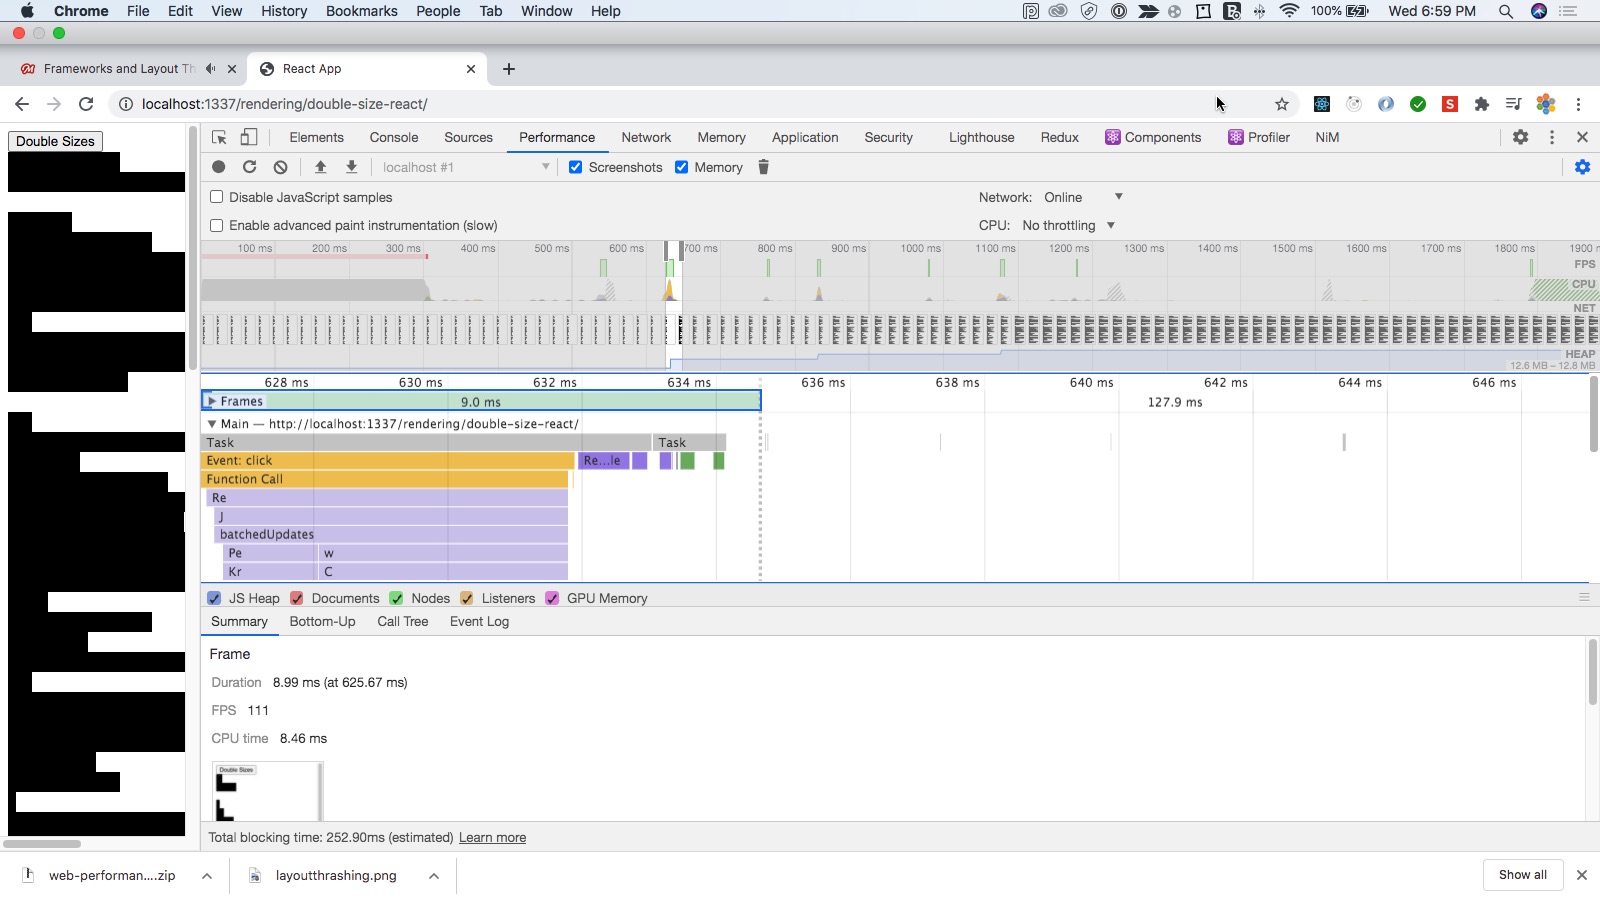 Chrome File Edit View History Bookmarks People Tab Window Help 100% Wed 6:59 PM
Frameworks and Layout Th React App
localhost:1337/rendering/double-size-react/
Double Sizes
Elements Console Sources Performance Network Memory Application Security Lighthouse Redux Components Profiler NiM
localhost #1 Screenshots Memory
Disable JavaScript samples Network: Online
Enable advanced paint instrumentation (slow) CPU: No throttling
100 ms 200 ms 300 ms 400 ms 500 ms 600 ms 700 ms 800 ms 900 ms 1000 ms 1100 ms 1200 ms 1300 ms 1400 ms 1500 ms 1600 ms 1700 ms 1800 ms 1900 m
FPS
CPU
NET
HEAP
12.6 MB – 12.8 MB
628 ms 630 ms 632 ms 634 ms 636 ms 638 ms 640 ms 642 ms 644 ms 646 ms
Frames 9.0 ms 127.9 ms
Main — http://localhost:1337/rendering/double-size-react/
Task Task
Event: click Re...le
Function Call
Re
J
batchedUpdates
Pe w
Kr C
JS Heap Documents Nodes Listeners GPU Memory
Summary Bottom-Up Call Tree Event Log
Frame
Duration 8.99 ms (at 625.67 ms)
FPS 111
CPU time 8.46 ms
Double Sizes
Total blocking time: 252.90ms (estimated) Learn more
web-performan....zip layoutthrashing.png Show all